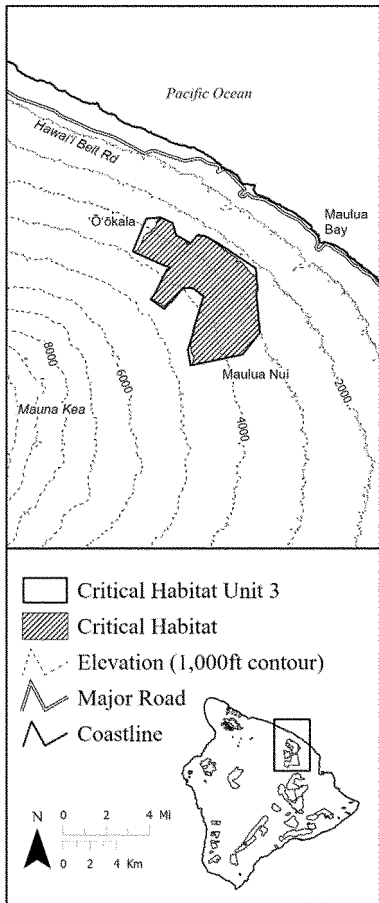 Pacific Ocean
Hawai'i Belt Rd
Maulua
Bay
'Ō'ōkala
Maulua Nui
8000
6000
4000
2000
Mauna Kea
Critical Habitat Unit 3
Critical Habitat
Elevation (1,000ft contour)
Major Road
Coastline
N
0 2 4 Mi
0 2 4 Km